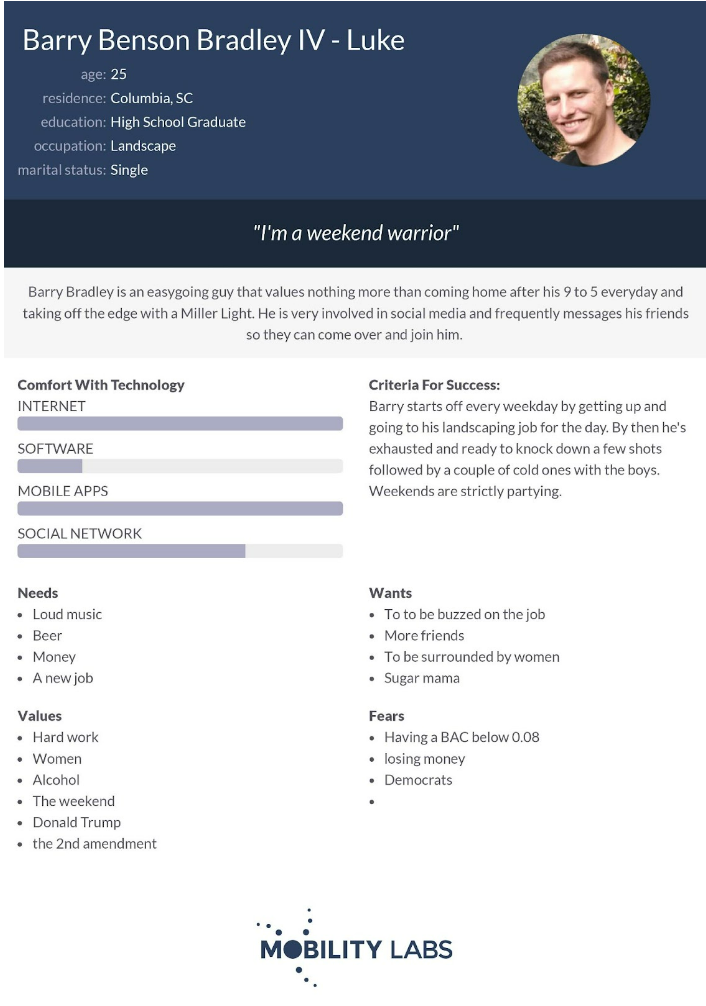 Barry Benson Bradley IV - Luke
age: 25
residence: Columbia, SC
education: High School Graduate
occupation: Landscape
marital status: Single
"I'm a weekend warrior"
Barry Bradley is an easygoing guy that values nothing more than coming home after his 9 to 5 everyday and
taking off the edge with a Miller Light. He is very involved in social media and frequently messages his friends
so they can come over and join him.
Comfort With Technology
INTERNET
SOFTWARE
MOBILE APPS
SOCIAL NETWORK
Criteria For Success:
Barry starts off every weekday by getting up and
going to his landscaping job for the day. By then he's
exhausted and ready to knock down a few shots
followed by a couple of cold ones with the boys.
Weekends are strictly partying.
Needs
• Loud music
• Beer
• Money
• A new job
Wants
• To to be buzzed on the job
• More friends
• To be surrounded by women
• Sugar mama
Values
• Hard work
• Women
• Alcohol
• The weekend
• Donald Trump
• the 2nd amendment
Fears
• Having a BAC below 0.08
• losing money
• Democrats
•
MOBILITY LABS